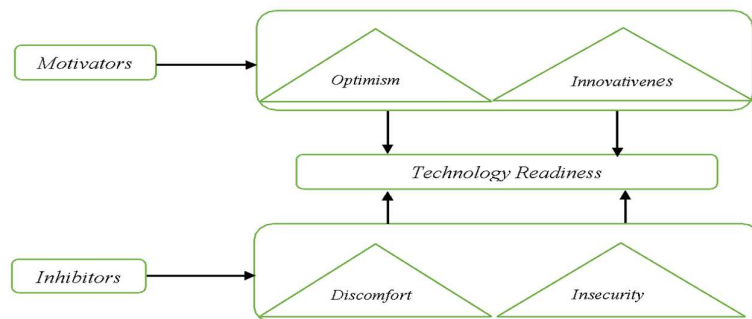 Motivators
Optimism
Innovativenes
Technology Readiness
Inhibitors
Discomfort
Insecurity